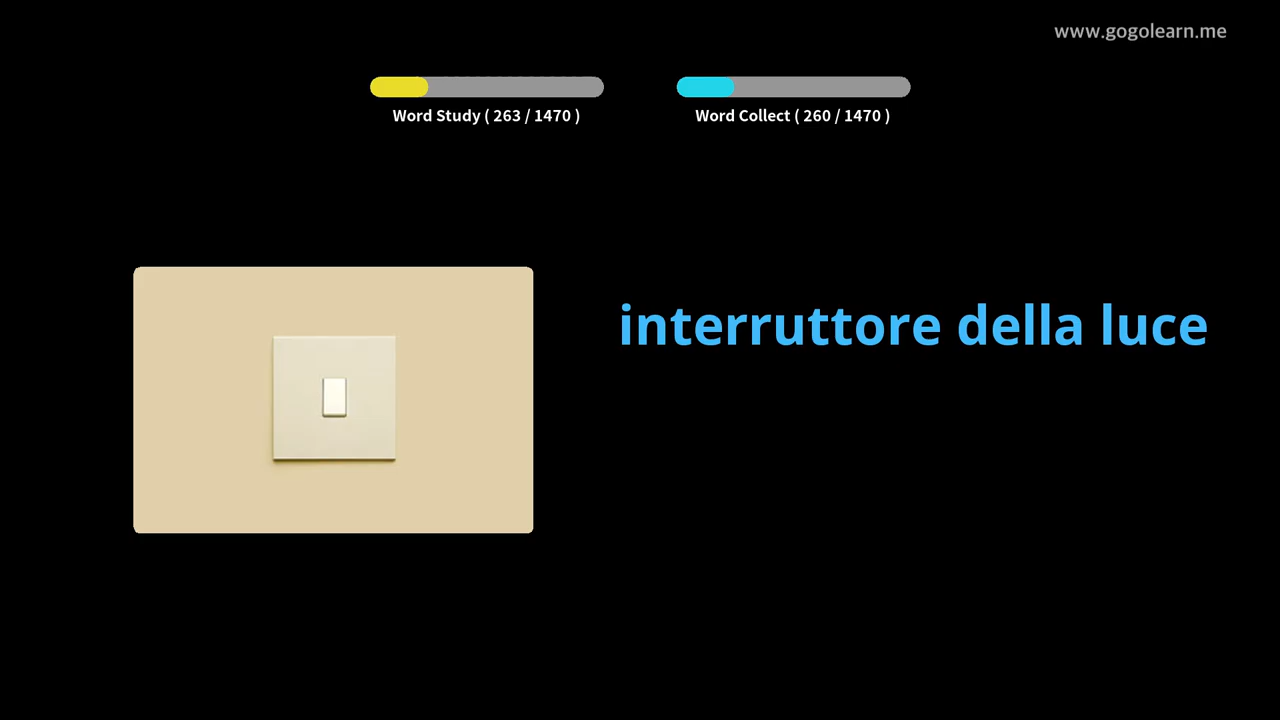 www.gogolearn.me
Word Study ( 263 / 1470 )
Word Collect ( 260 / 1470 )
interruttore della luce